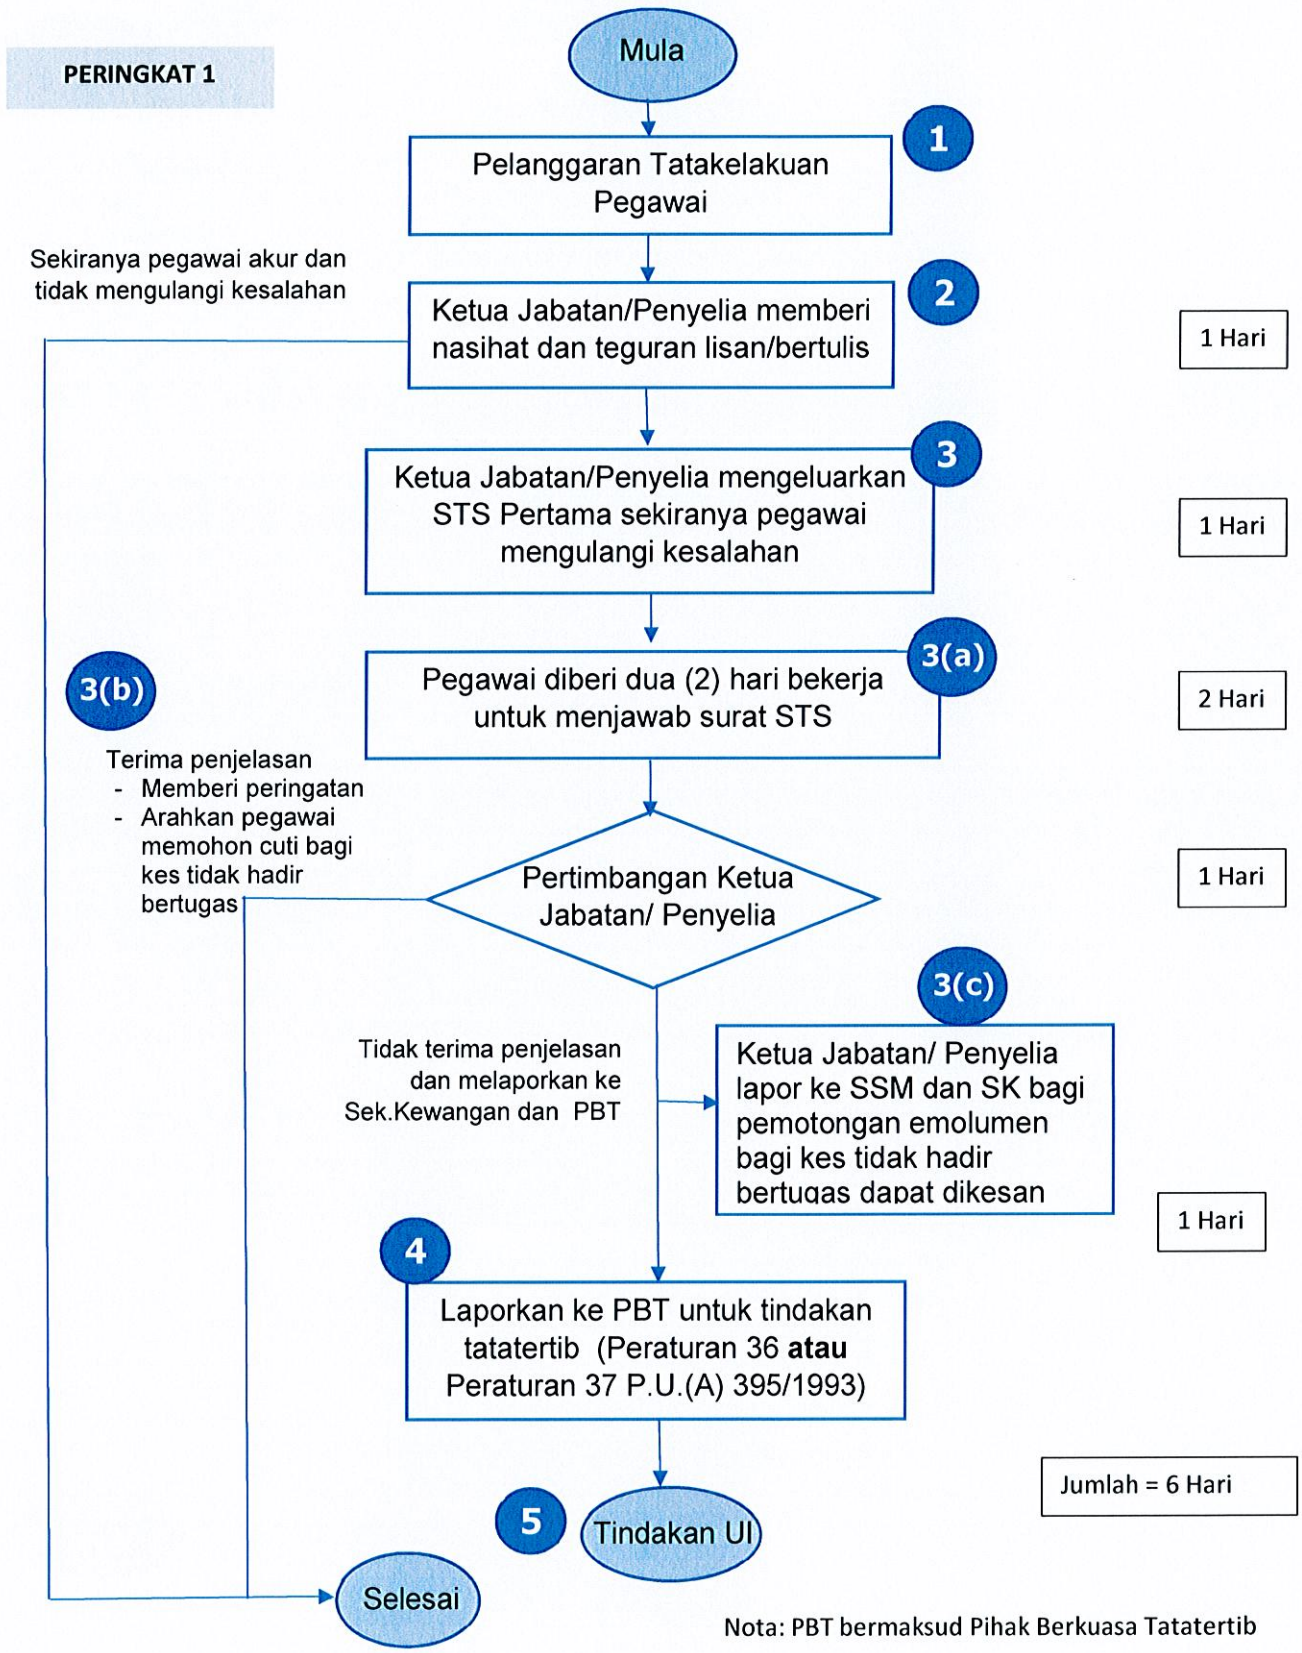 Mula
PERINGKAT 1
1
Pelanggaran Tatakelakuan
Pegawai
Sekiranya pegawai akur dan
tidak mengulangi kesalahan
2
Ketua Jabatan/Penyelia memberi
nasihat dan teguran lisan/bertulis
1 Hari
3
Ketua Jabatan/Penyelia mengeluarkan
STS Pertama sekiranya pegawai
mengulangi kesalahan
1 Hari
3(a)
Pegawai diberi dua (2) hari bekerja
untuk menjawab surat STS
2 Hari
3(b)
Terima penjelasan
- Memberi peringatan
- Arahkan pegawai
memohon cuti bagi
kes tidak hadir
bertugas
Pertimbangan Ketua
Jabatan/ Penyelia
1 Hari
3(c)
Tidak terima penjelasan
dan melaporkan ke
Sek.Kewangan dan PBT
Ketua Jabatan/ Penyelia
lapor ke SSM dan SK bagi
pemotongan emolumen
bagi kes tidak hadir
bertugas dapat dikesan
1 Hari
4
Laporkan ke PBT untuk tindakan
tatatertib (Peraturan 36 atau
Peraturan 37 P.U.(A) 395/1993)
Jumlah = 6 Hari
5
Tindakan UI
Selesai
Nota: PBT bermaksud Pihak Berkuasa Tatatertib